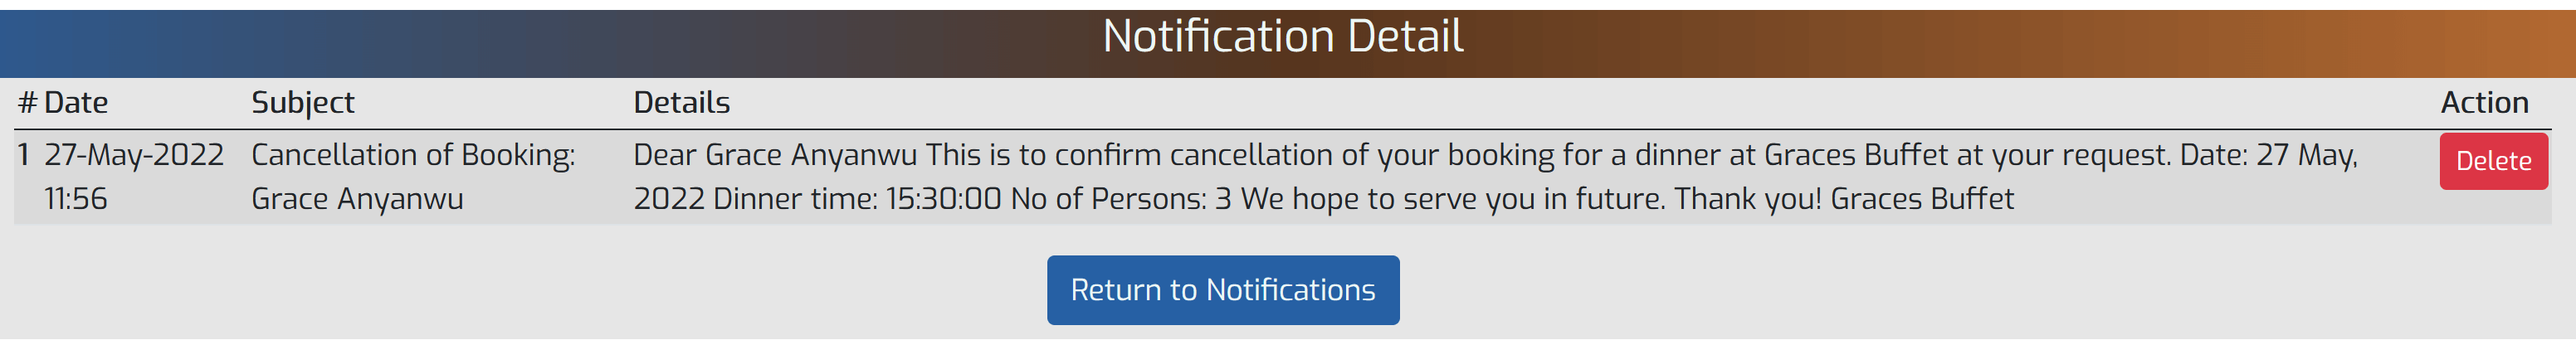 Notification Detail
# Date Subject Details Action
1 27-May-2022 Cancellation of Booking: Dear Grace Anyanwu This is to confirm cancellation of your booking for a dinner at Graces Buffet at your request. Date: 27 May, Delete
11:56 Grace Anyanwu 2022 Dinner time: 15:30:00 No of Persons: 3 We hope to serve you in future. Thank you! Graces Buffet
Return to Notifications